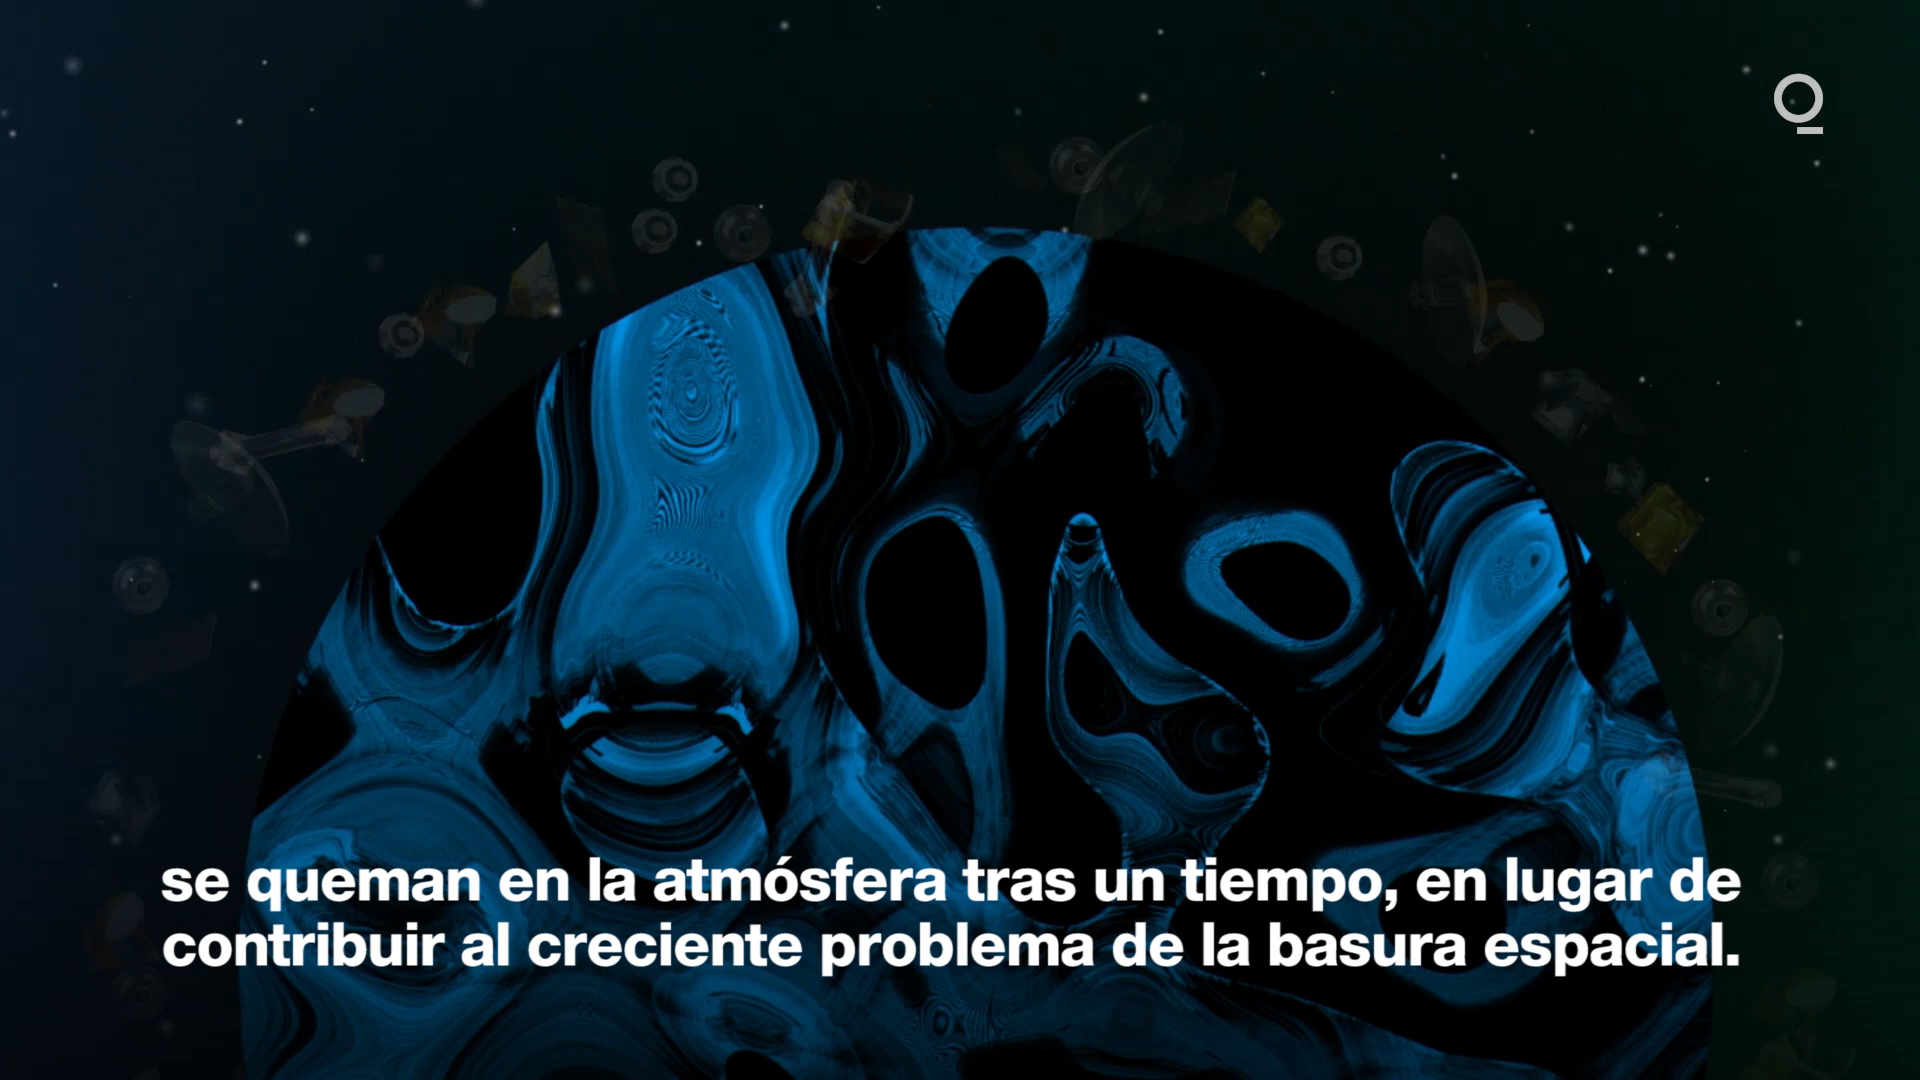 se queman en la atmósfera tras un tiempo, en lugar de
contribuir al creciente problema de la basura espacial.